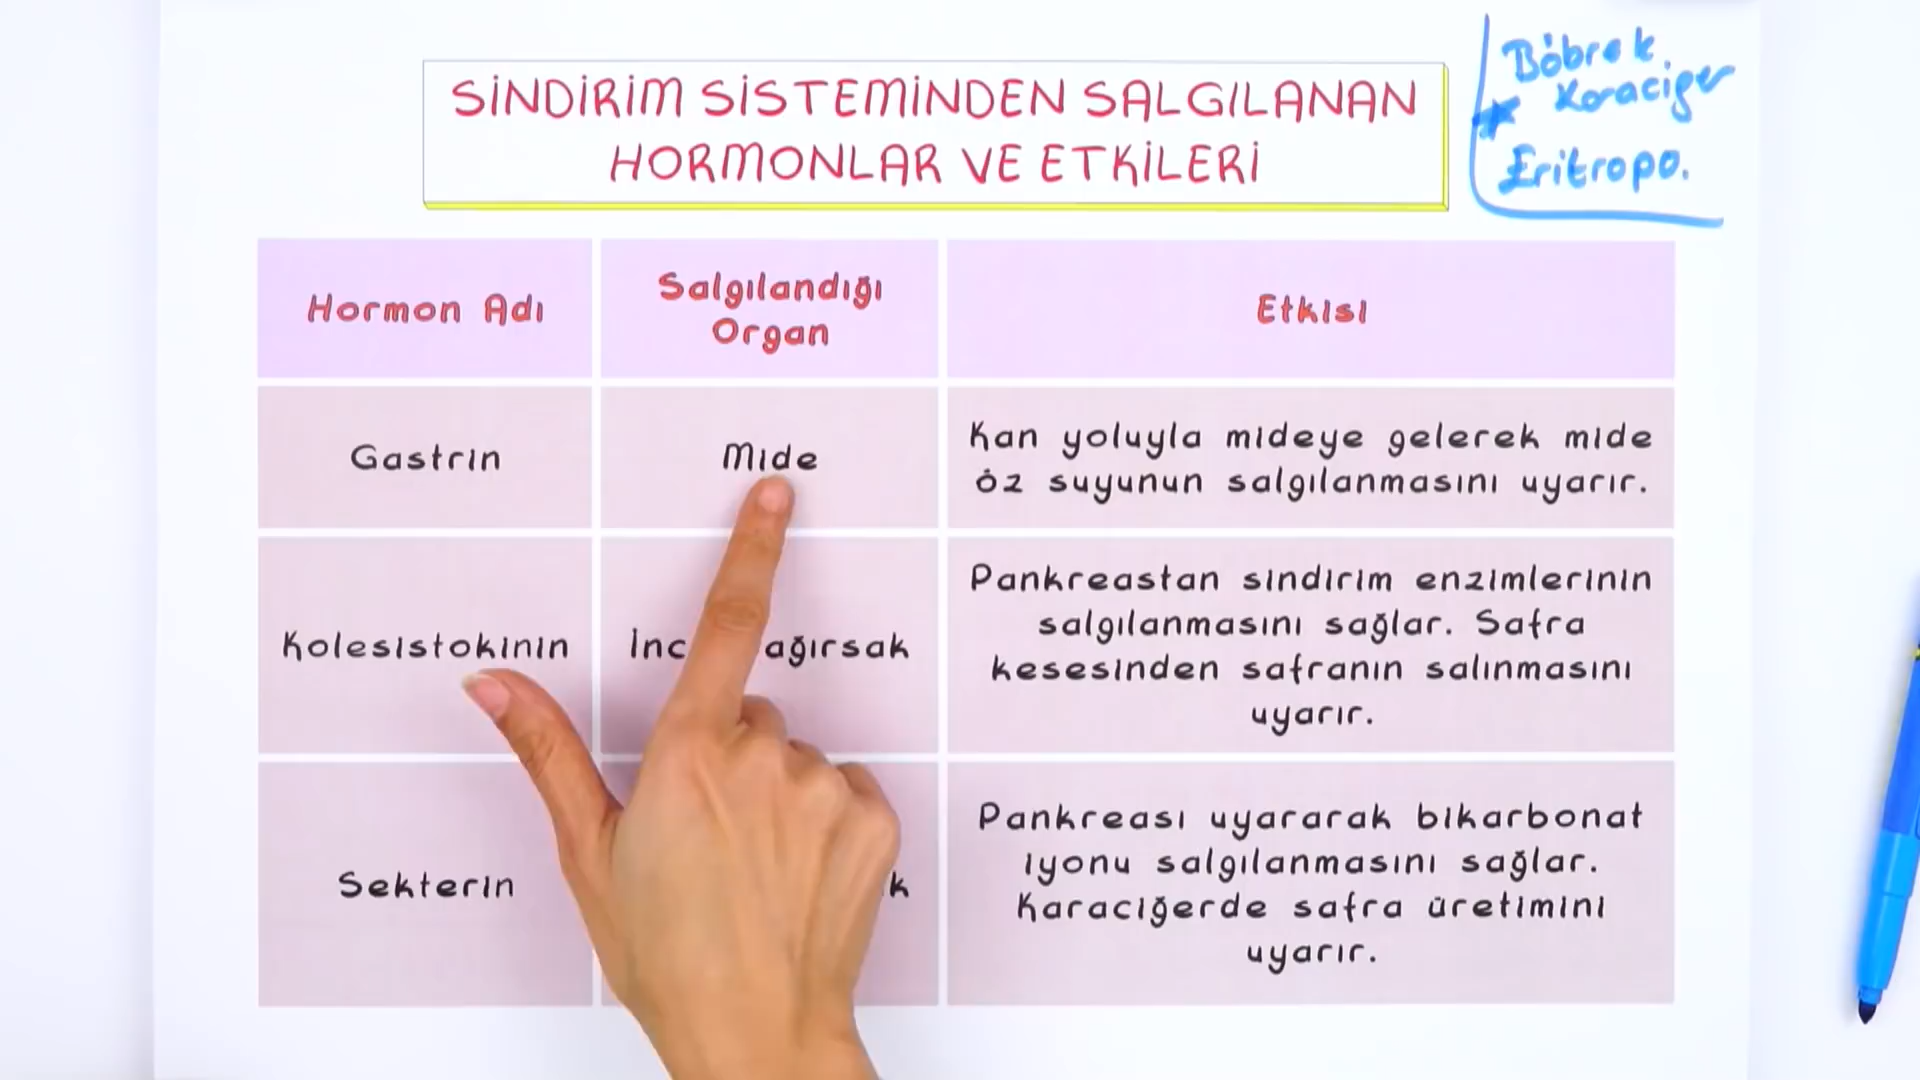 SİNDİRİM SİSTEMİNDEN SALGILANAN
HORMONLAR VE ETKİLERİ
Böbrek
Karaciğer
Eritropo.
Hormon Adı
Salgılandığı
Organ
Etkisi
Gastrin
Mide
Kan yoluyla mideye gelerek mide
öz suyunun salgılanmasını uyarır.
Kolesistokinin
Pankreastan sindirim enzimlerinin
salgılanmasını sağlar. Safra
kesesinden safranın salınmasını
uyarır.
Sekterin
Pankreası uyararak bikarbonat
iyonu salgılanmasını sağlar.
Karaciğerde safra üretimini
uyarır.